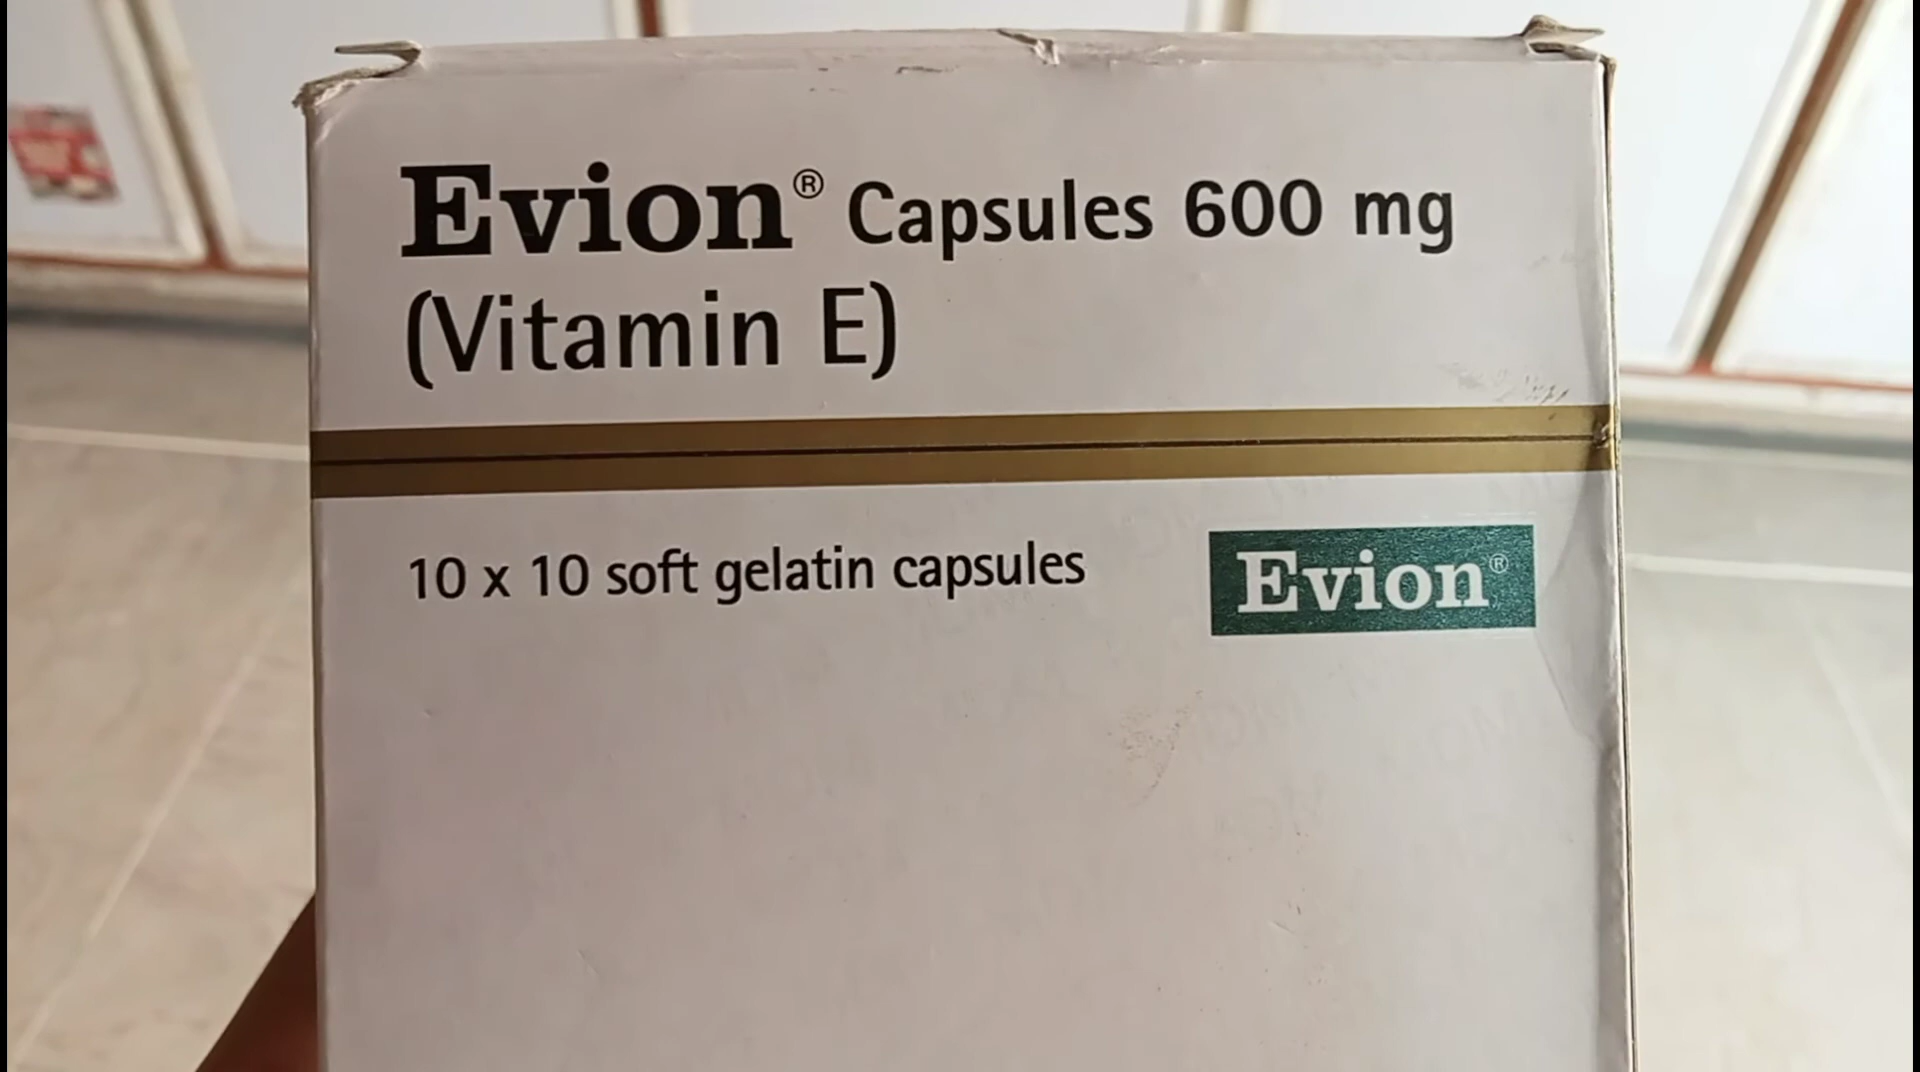 Evion® Capsules 600 mg
(Vitamin E)
10 x 10 soft gelatin capsules
Evion®